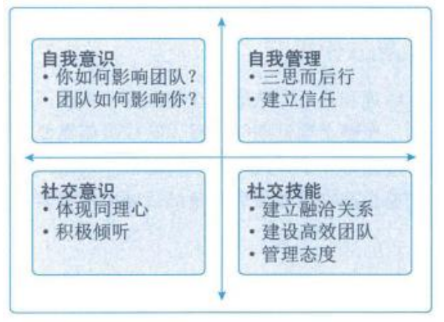 自我意识
• 你如何影响团队？
• 团队如何影响你？
自我管理
• 三思而后行
• 建立信任
社交意识
• 体现同理心
• 积极倾听
社交技能
• 建立融洽关系
• 建设高效团队
• 管理态度